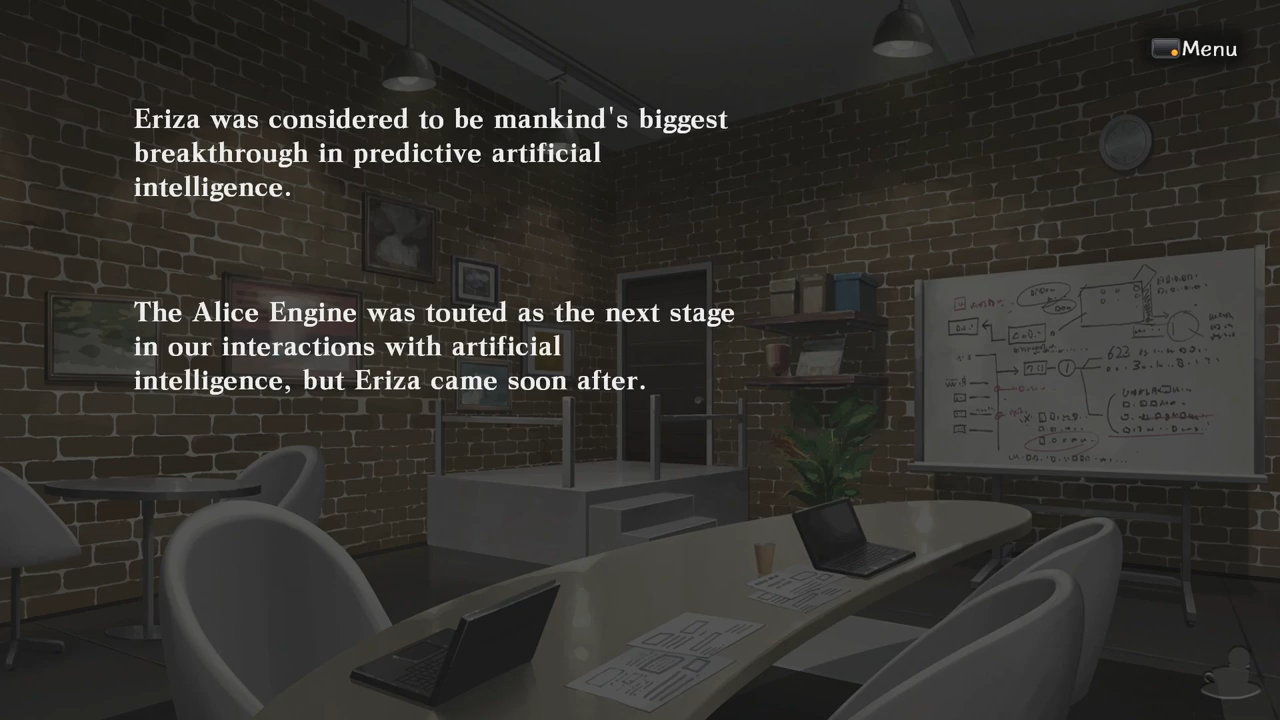 Menu
Eriza was considered to be mankind's biggest
breakthrough in predictive artificial
intelligence.
The Alice Engine was touted as the next stage
in our interactions with artificial
intelligence, but Eriza came soon after.
623